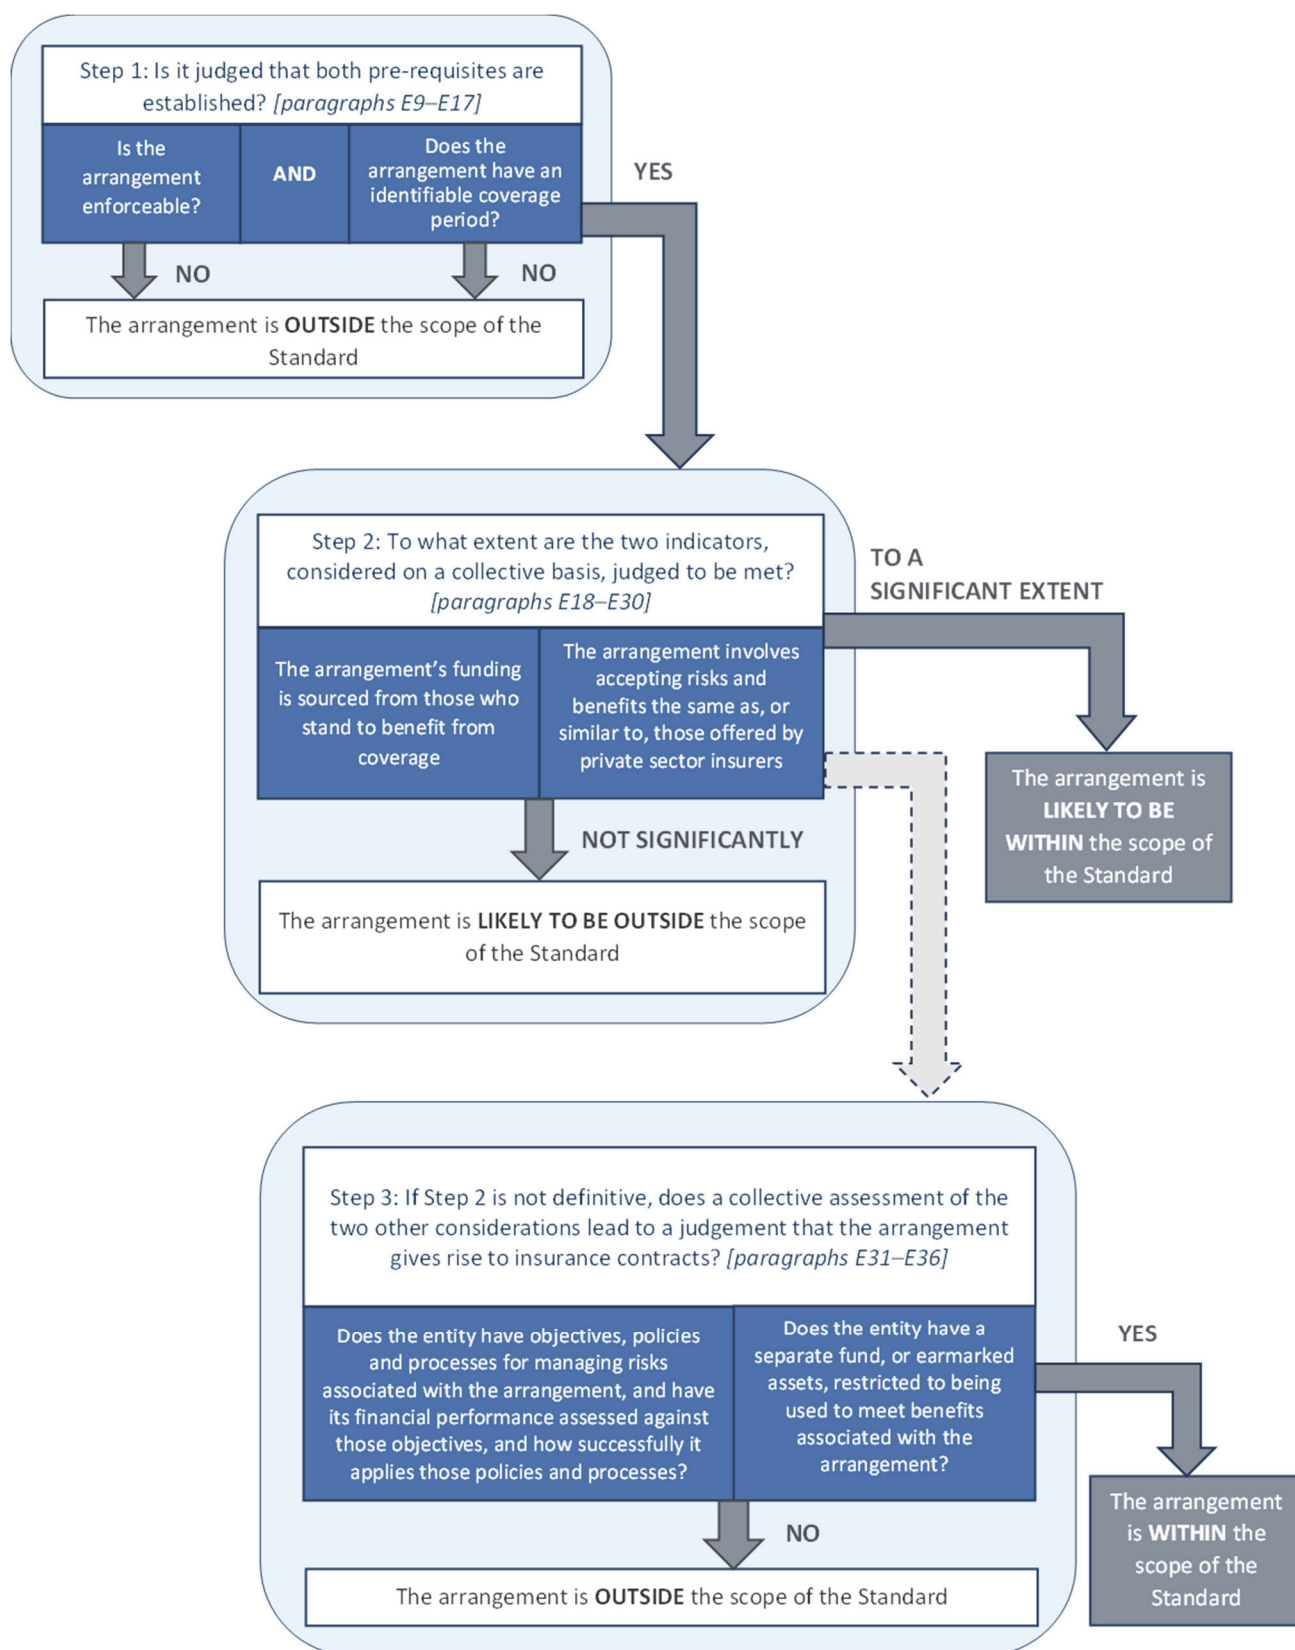 Step 1: Is it judged that both pre-requisites are
established? [paragraphs E9–E17]
Is the
arrangement
enforceable?
AND
Does the
arrangement have an
identifiable coverage
period?
YES
NO
NO
The arrangement is OUTSIDE the scope of the
Standard
Step 2: To what extent are the two indicators,
considered on a collective basis, judged to be met?
[paragraphs E18–E30]
TO A
SIGNIFICANT EXTENT
The arrangement’s funding
is sourced from those who
stand to benefit from
coverage
The arrangement involves
accepting risks and
benefits the same as, or
similar to, those offered by
private sector insurers
The arrangement is
LIKELY TO BE
WITHIN the scope of
the Standard
NOT SIGNIFICANTLY
The arrangement is LIKELY TO BE OUTSIDE the scope
of the Standard
Step 3: If Step 2 is not definitive, does a collective assessment of the
two other considerations lead to a judgement that the arrangement
gives rise to insurance contracts? [paragraphs E31–E36]
Does the entity have objectives, policies
and processes for managing risks
associated with the arrangement, and have
its financial performance assessed against
those objectives, and how successfully it
applies those policies and processes?
Does the entity have a
separate fund, or earmarked
assets, restricted to being
used to meet benefits
associated with the
arrangement?
YES
NO
The arrangement is OUTSIDE the scope of the Standard
The arrangement
is WITHIN the
scope of the
Standard